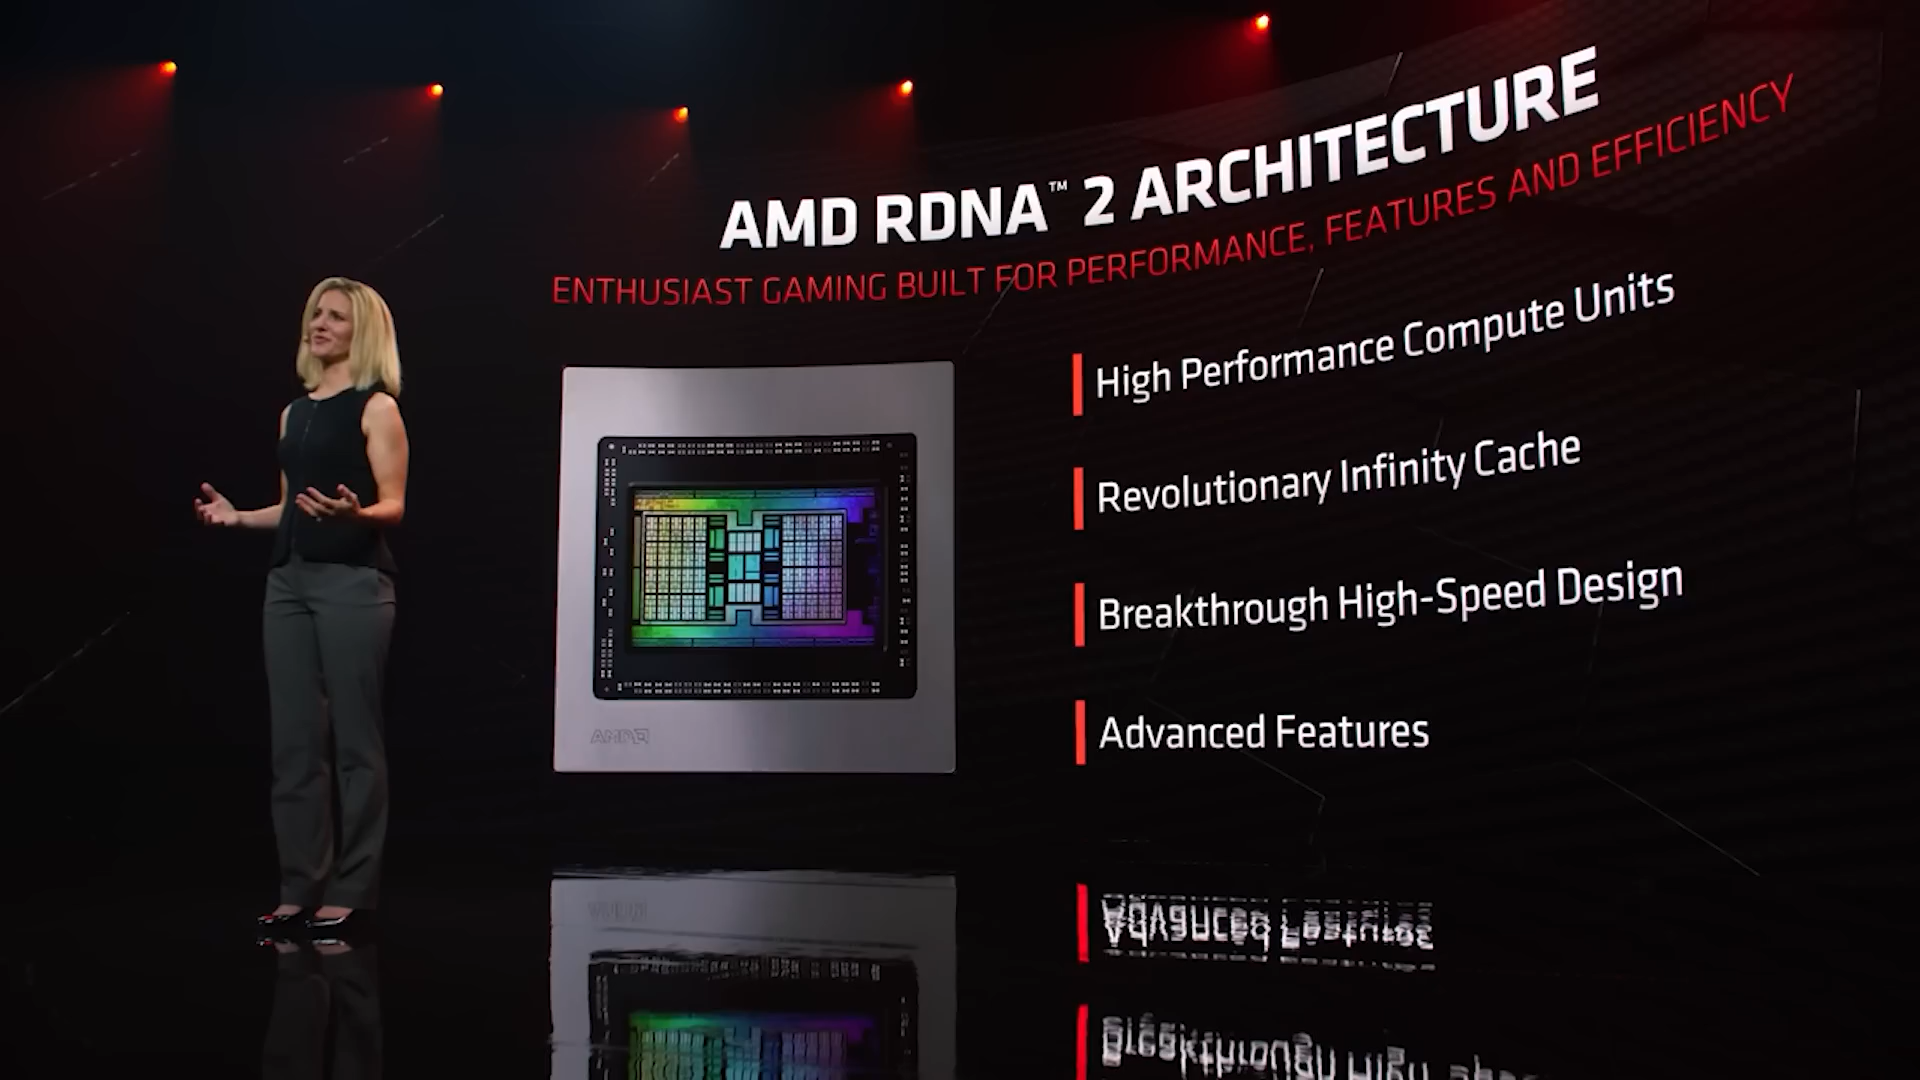 AMD RDNA™ 2 ARCHITECTURE
ENTHUSIAST GAMING BUILT FOR PERFORMANCE, FEATURES AND EFFICIENCY
High Performance Compute Units
Revolutionary Infinity Cache
Breakthrough High-Speed Design
Advanced Features
AMD